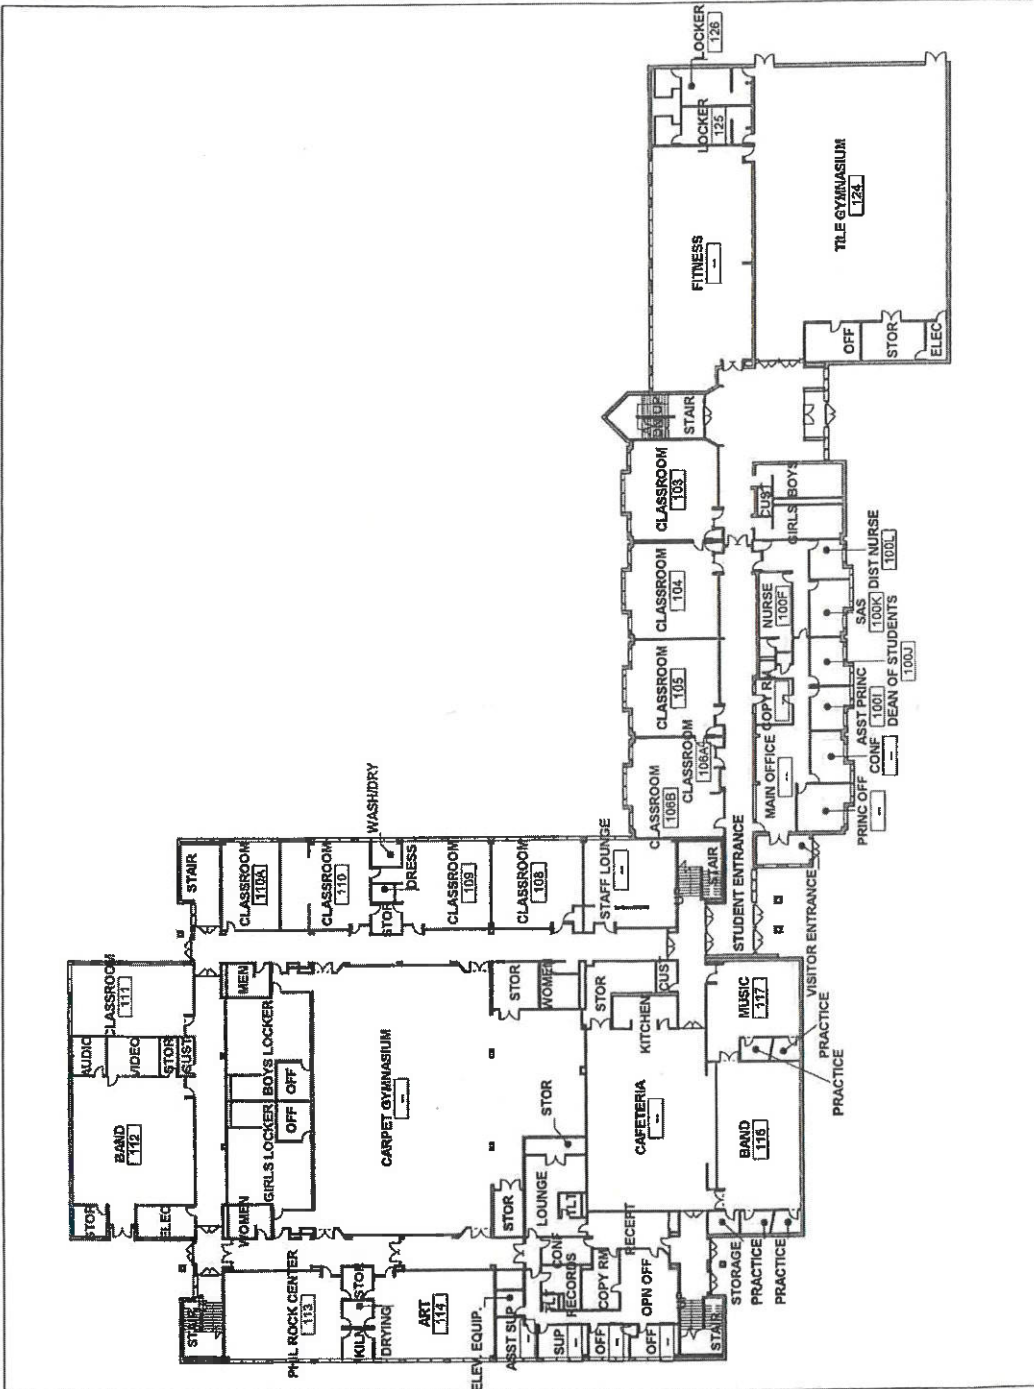 LOCKER
126
LOCKER
125
FITNESS
--
TILE GYMNASIUM
124
OFF
STOR
ELEC
STAIR
CLASSROOM
103
CUST
GIRLS
BOYS
CLASSROOM
104
CLASSROOM
105
CLASSROOM
106A
CLASSROOM
106B
NURSE
100F
COPY RM
--
MAIN OFFICE
--
DIST NURSE
100L
SAS
100K
DEAN OF STUDENTS
100J
ASST PRINC
100I
CONF
--
PRINC OFF
--
STUDENT ENTRANCE
VISITOR ENTRANCE
WASH/DRY
STAIR
CLASSROOM
110A
CLASSROOM
110
DRESS
STOR
CLASSROOM
109
CLASSROOM
108
STAFF LOUNGE
--
STAIR
CLASSROOM
111
AUDIO
VIDEO
STOR
CUST
BAND
112
STOR
ELEC
MEN
BOYS LOCKER
OFF
GIRLS LOCKER
OFF
WOMEN
CARPET GYMNASIUM
--
STOR
WOMEN
STOR
CUST
KITCHEN
CAFETERIA
--
MUSIC
117
PRACTICE
PRACTICE
BAND
116
STOR
STOR
LOUNGE
TLT
CONF
RECEPT
TLT
RECORDS
COPY RM
OPN OFF
STORAGE
PRACTICE
PRACTICE
STAIR
PHIL ROCK CENTER
113
STOR
KILN
DRYING
ART
114
ELEV. EQUIP.
ASST SUP
--
SUP
--
OFF
--
OFF
--
STAIR